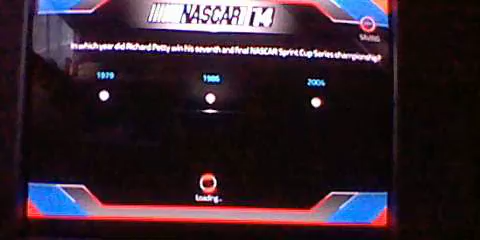 NASCAR 14
In which year did Richard Petty win his seventh and final NASCAR Sprint Cup Series championship?
1979 1986 2004
Loading...